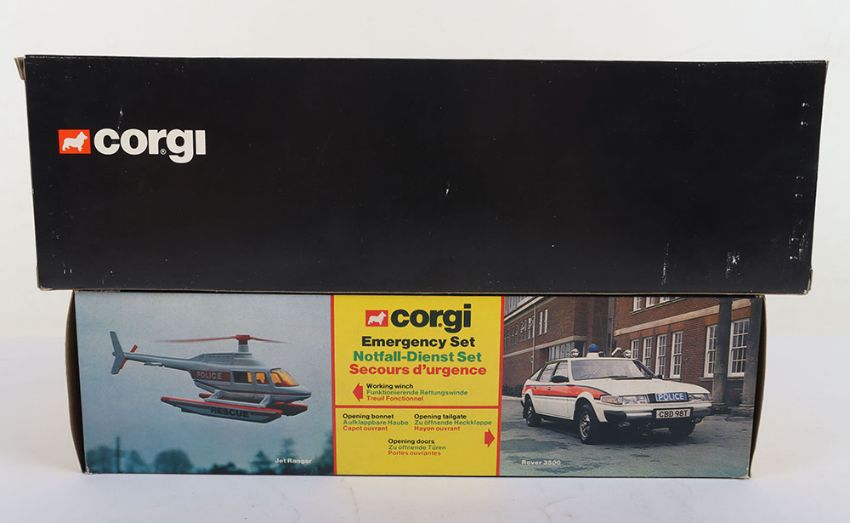 corgi
®
POLICE
RESCUE
Jet Ranger
corgi
Emergency Set
Notfall-Dienst Set
Secours d'urgence
Working winch
Funktionierende Rettungswinde
Treuil Fonctionnel
Opening bonnet
Aufklappbare Haube
Capot ouvrant
Opening tailgate
Zu öffnende Heckklappe
Hayon ouvrant
Opening doors
Zu öffnende Türen
Portes ouvrantes
POLICE
CBD 98T
Rover 3500